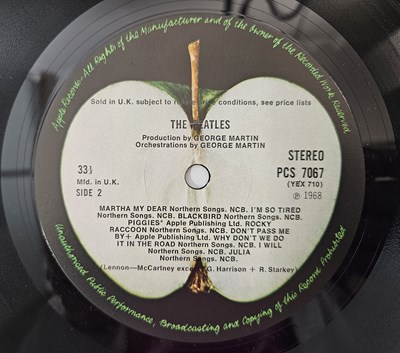 Apple Records · All Rights of the Manufacturer and of the Owner of the Recorded Work Reserved
Sold in U.K. subject to resale price conditions, see price lists
THE BEATLES
Production by GEORGE MARTIN
Orchestrations by GEORGE MARTIN
33⅓
STEREO
Mfd. in U.K.
PCS 7067
SIDE 2
(YEX 710)
℗ 1968
MARTHA MY DEAR Northern Songs. NCB. I'M SO TIRED
Northern Songs. NCB. BLACKBIRD Northern Songs. NCB.
PIGGIES* Apple Publishing Ltd. ROCKY
RACCOON Northern Songs. NCB. DON'T PASS ME
BY+ Apple Publishing Ltd. WHY DON'T WE DO
IT IN THE ROAD Northern Songs. NCB. I WILL
Northern Songs. NCB. JULIA
Northern Songs. NCB.
(Lennon—McCartney except *G. Harrison + R. Starkey)
Unauthorised Public Performance, Broadcasting and Copying of this Record Prohibited